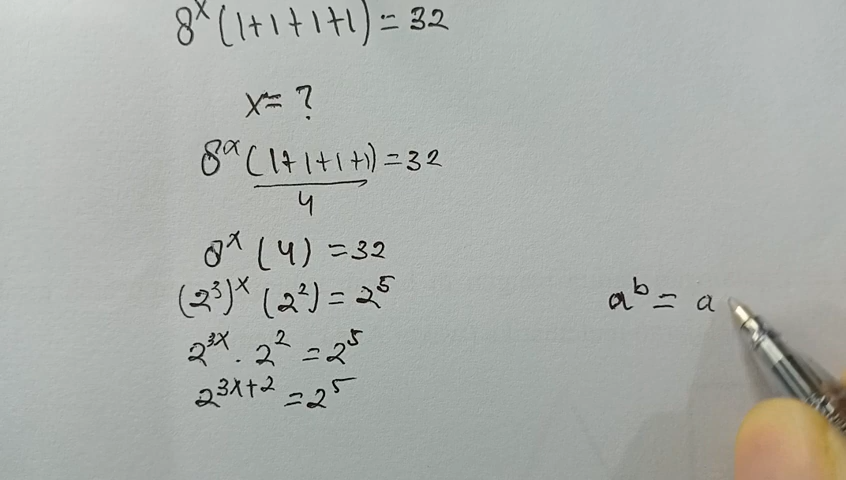 8^x (1+1+1+1) = 32
x = ?
8^x (1+1+1+1) = 32
4
8^x (4) = 32
(2^3)^x (2^2) = 2^5
2^{3x} . 2^2 = 2^5
2^{3x+2} = 2^5
a^b = a